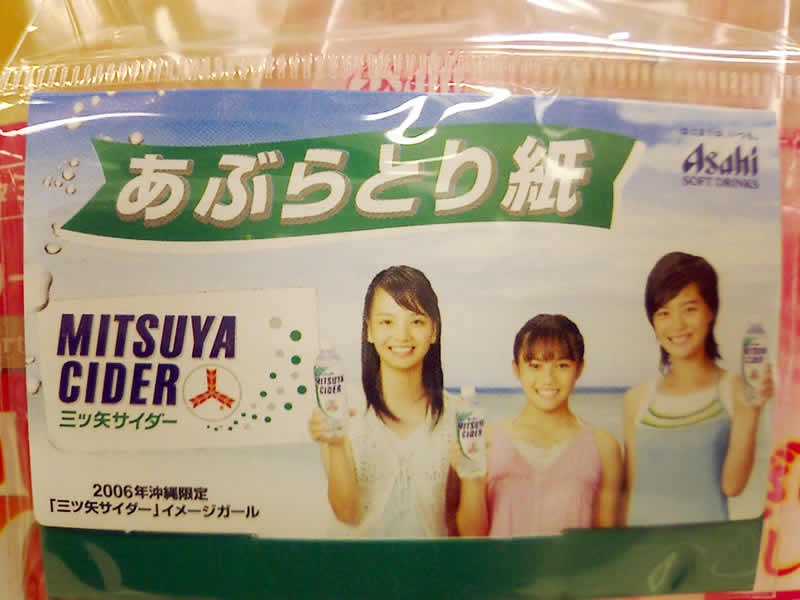 あぶらとり紙
Asahi
SOFT DRINKS
MITSUYA
CIDER
三ツ矢サイダー
2006年沖縄限定
「三ツ矢サイダー」イメージガール
MITSUYA
CIDER